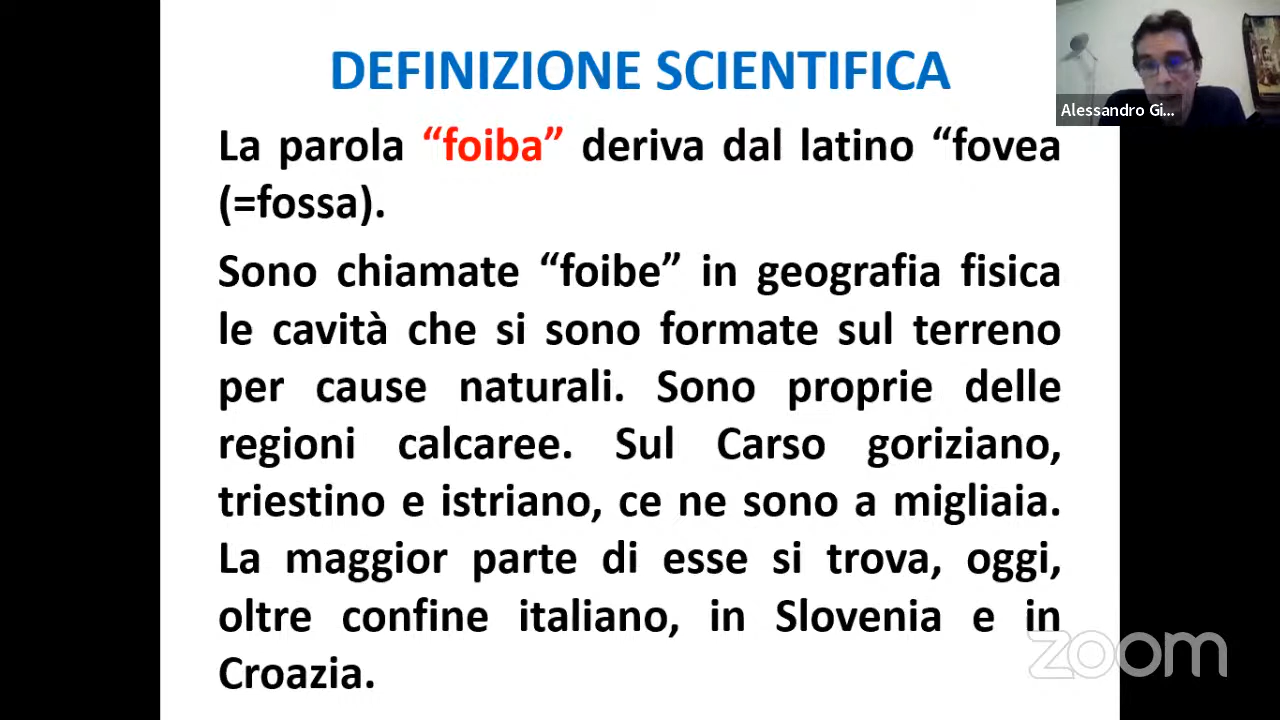 DEFINIZIONE SCIENTIFICA
La parola “foiba” deriva dal latino “fovea
(=fossa).
Sono chiamate “foibe” in geografia fisica
le cavità che si sono formate sul terreno
per cause naturali. Sono proprie delle
regioni calcaree. Sul Carso goriziano,
triestino e istriano, ce ne sono a migliaia.
La maggior parte di esse si trova, oggi,
oltre confine italiano, in Slovenia e in
Croazia.
Alessandro Gi...
zoom